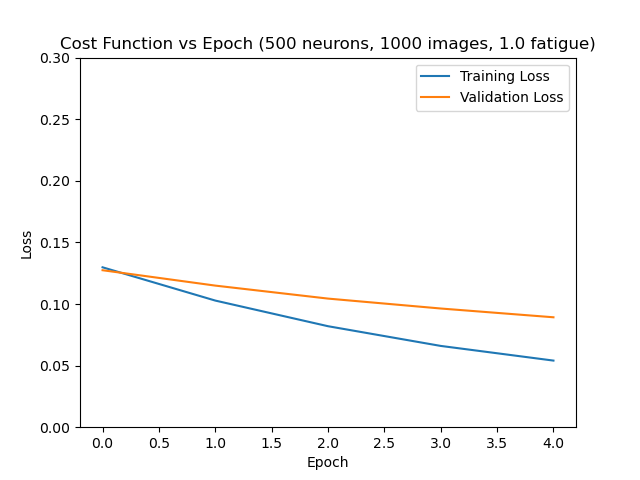 Cost Function vs Epoch (500 neurons, 1000 images, 1.0 fatigue)
Training Loss
Validation Loss
0.30
0.25
0.20
0.15
0.10
0.05
0.00
Loss
0.0 0.5 1.0 1.5 2.0 2.5 3.0 3.5 4.0
Epoch